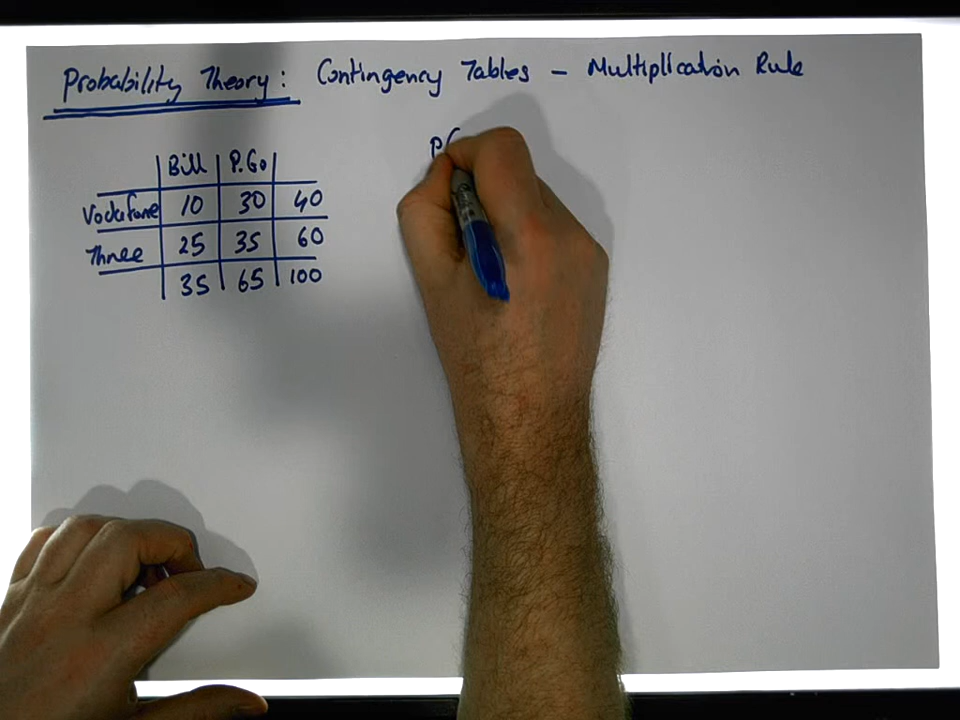 Probability Theory: Contingency Tables - Multiplication Rule
Bill P.Go
Vodafone 10 30 40
Three 25 35 60
35 65 100
P(